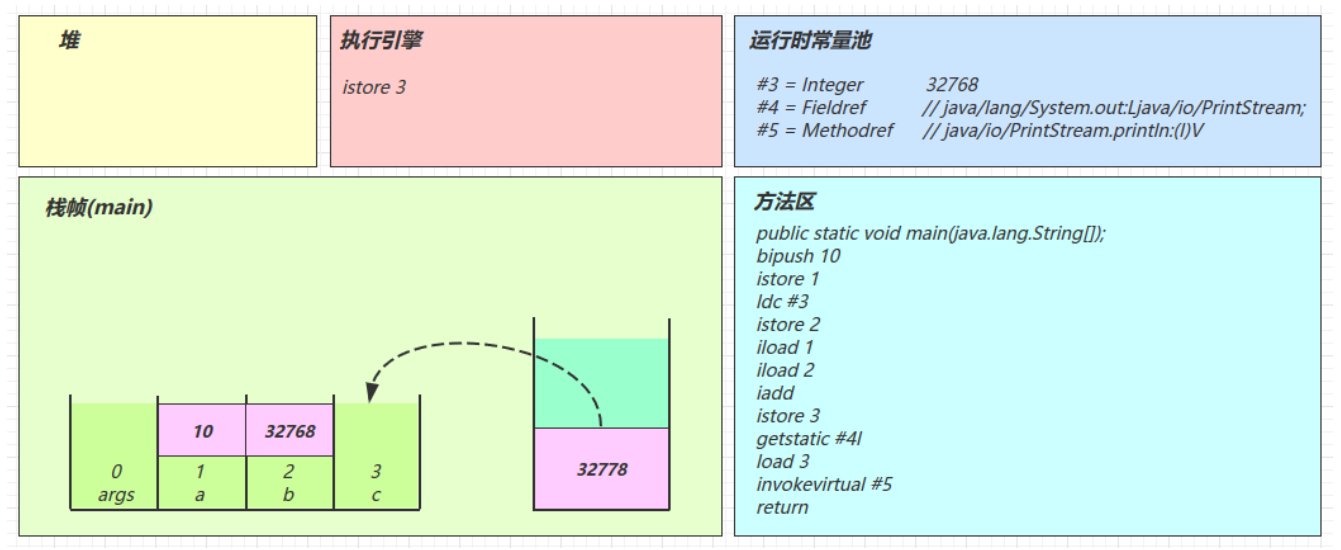 堆
执行引擎
istore 3
运行时常量池
#3 = Integer 32768
#4 = Fieldref // java/lang/System.out:Ljava/io/PrintStream;
#5 = Methodref // java/io/PrintStream.println:(I)V
栈帧(main)
10 32768
0 1 2 3
args a b c
32778
方法区
public static void main(java.lang.String[]);
bipush 10
istore 1
ldc #3
istore 2
iload 1
iload 2
iadd
istore 3
getstatic #4I
load 3
invokevirtual #5
return